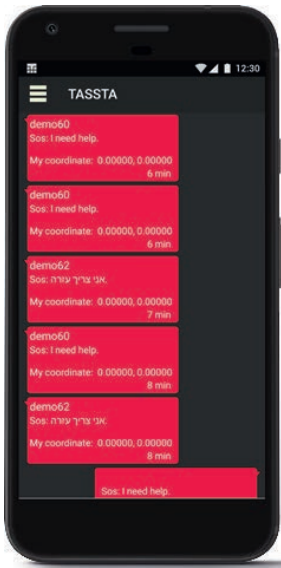 12:30
TASSTA
demo60
Sos: I need help.
My coordinate: 0.00000, 0.00000
6 min
demo60
Sos: I need help.
My coordinate: 0.00000, 0.00000
6 min
demo62
Sos: אני צריך עזרה.
My coordinate: 0.00000, 0.00000
7 min
demo60
Sos: I need help.
My coordinate: 0.00000, 0.00000
8 min
demo62
Sos: אני צריך עזרה.
My coordinate: 0.00000, 0.00000
8 min
Sos: I need help.